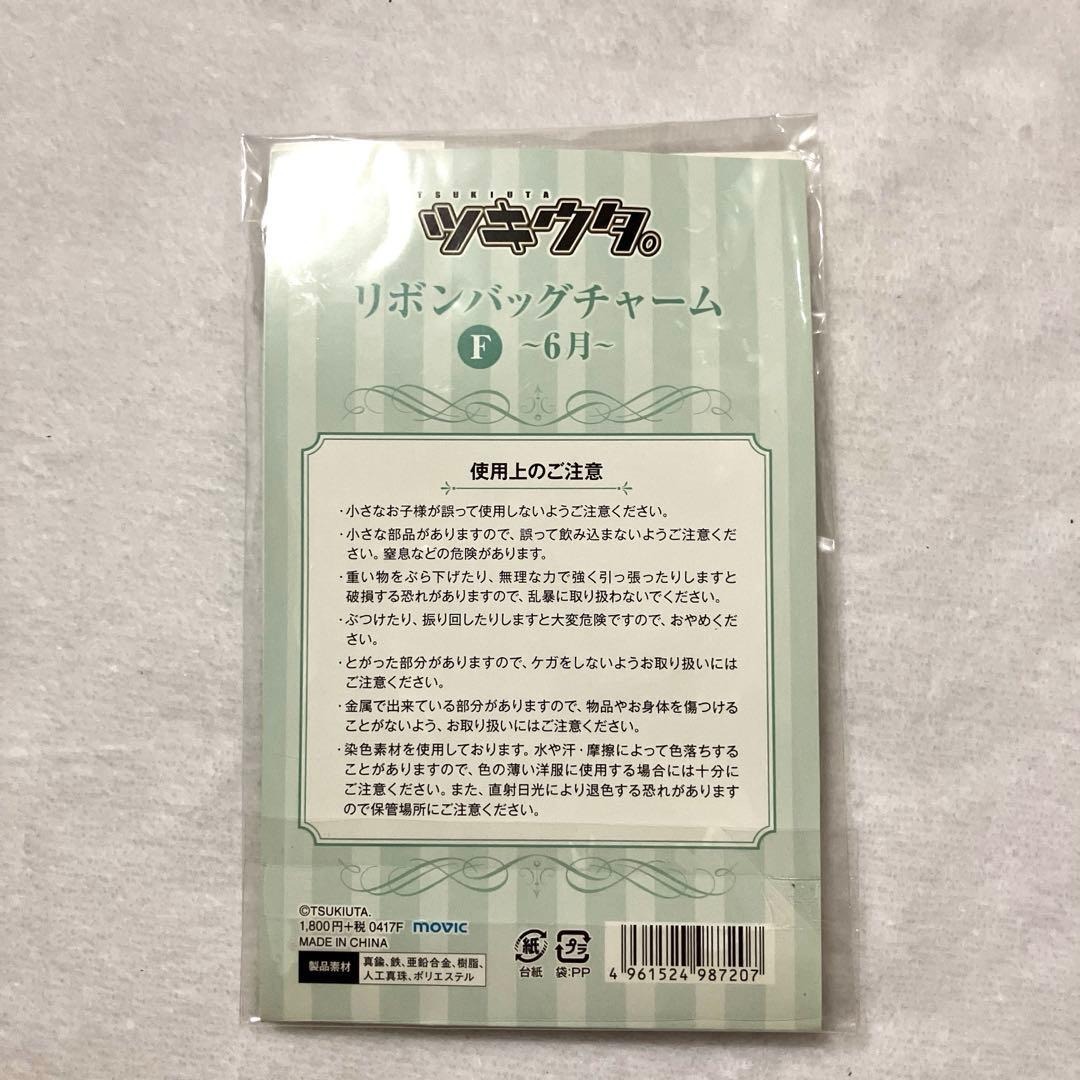 TSUKIUTA
ツキウタ。
リボンバッグチャーム
F ~6月~
使用上のご注意
・小さなお子様が誤って使用しないようご注意ください。
・小さな部品がありますので、誤って飲み込まないようご注意くだ
さい。窒息などの危険があります。
・重い物をぶら下げたり、無理な力で強く引っ張ったりしますと
破損する恐れがありますので、乱暴に取り扱わないでください。
・ぶつけたり、振り回したりしますと大変危険ですので、おやめくだ
さい。
・とがった部分がありますので、ケガをしないようお取り扱いには
ご注意ください。
・金属で出来ている部分がありますので、物品やお身体を傷つける
ことがないよう、お取り扱いにはご注意ください。
・染色素材を使用しております。水や汗・摩擦によって色落ちする
ことがありますので、色の薄い洋服に使用する場合には十分に
ご注意ください。また、直射日光により退色する恐れがあります
ので保管場所にご注意ください。
©TSUKIUTA.
1,800円+税 0417F movic
MADE IN CHINA
製品素材 真鍮、鉄、亜鉛合金、樹脂、
人工真珠、ポリエステル
紙 プラ
台紙 袋:PP
4 961524 987207